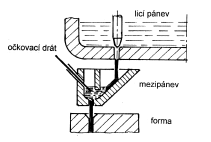 licí pánev
očkovací drát
mezipánev
forma